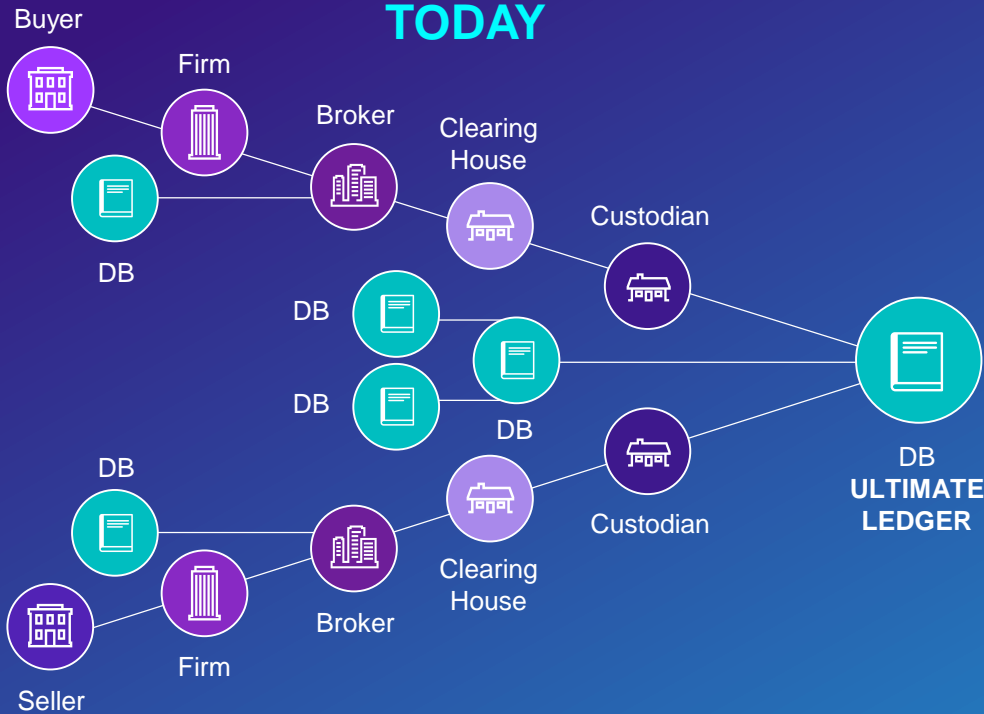 TODAY
Buyer
Firm
Broker
Clearing
House
Custodian
DB
DB
DB
DB
DB
DB
ULTIMATE
LEDGER
Custodian
Clearing
House
Broker
Firm
Seller